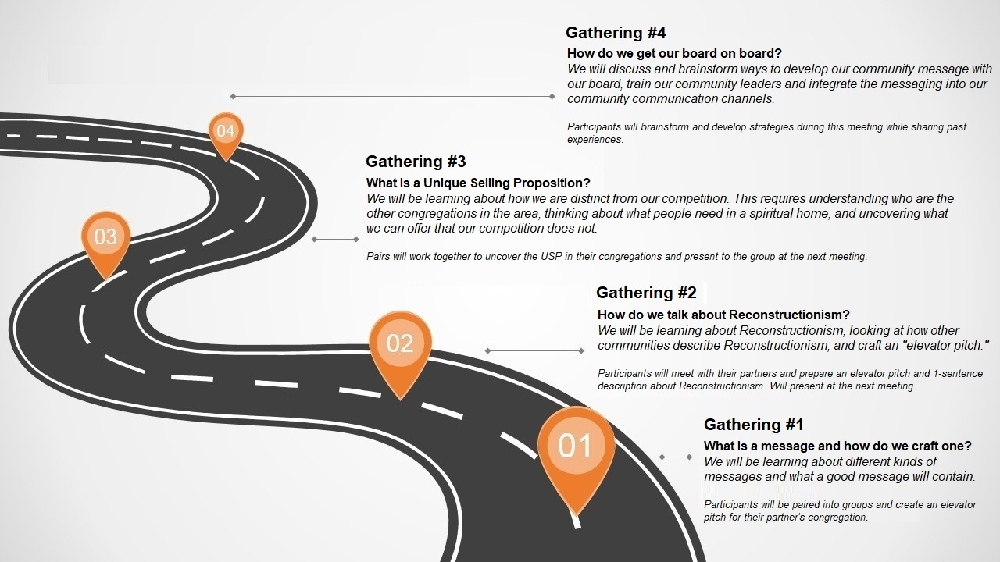 Gathering #4
How do we get our board on board?
We will discuss and brainstorm ways to develop our community message with
our board, train our community leaders and integrate the messaging into our
community communication channels.
Participants will brainstorm and develop strategies during this meeting while sharing past
experiences.
04
Gathering #3
What is a Unique Selling Proposition?
We will be learning about how we are distinct from our competition. This requires understanding who are the
other congregations in the area, thinking about what people need in a spiritual home, and uncovering what
we can offer that our competition does not.
Pairs will work together to uncover the USP in their congregations and present to the group at the next meeting.
03
Gathering #2
How do we talk about Reconstructionism?
We will be learning about Reconstructionism, looking at how other
communities describe Reconstructionism, and craft an "elevator pitch."
Participants will meet with their partners and prepare an elevator pitch and 1-sentence
description about Reconstructionism. Will present at the next meeting.
02
Gathering #1
What is a message and how do we craft one?
We will be learning about different kinds of
messages and what a good message will contain.
Participants will be paired into groups and create an elevator
pitch for their partner's congregation.
01